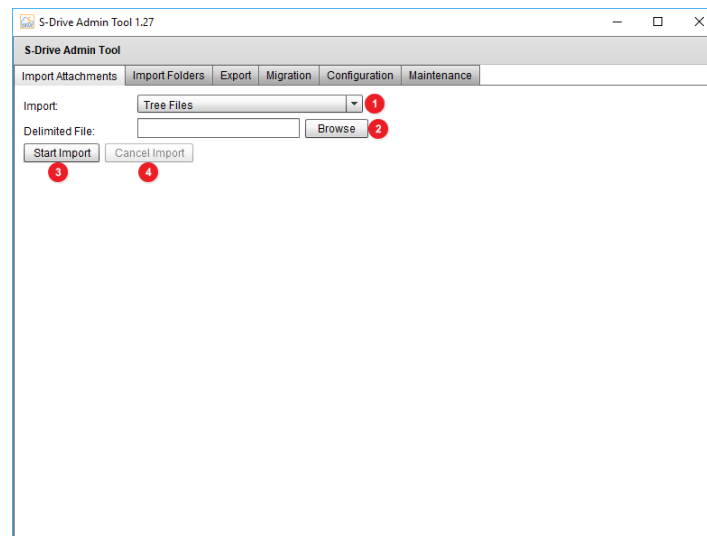 S-Drive Admin Tool 1.27
S-Drive Admin Tool
Import Attachments Import Folders Export Migration Configuration Maintenance
Import: Tree Files 1
Delimited File: Browse 2
Start Import Cancel Import
3 4